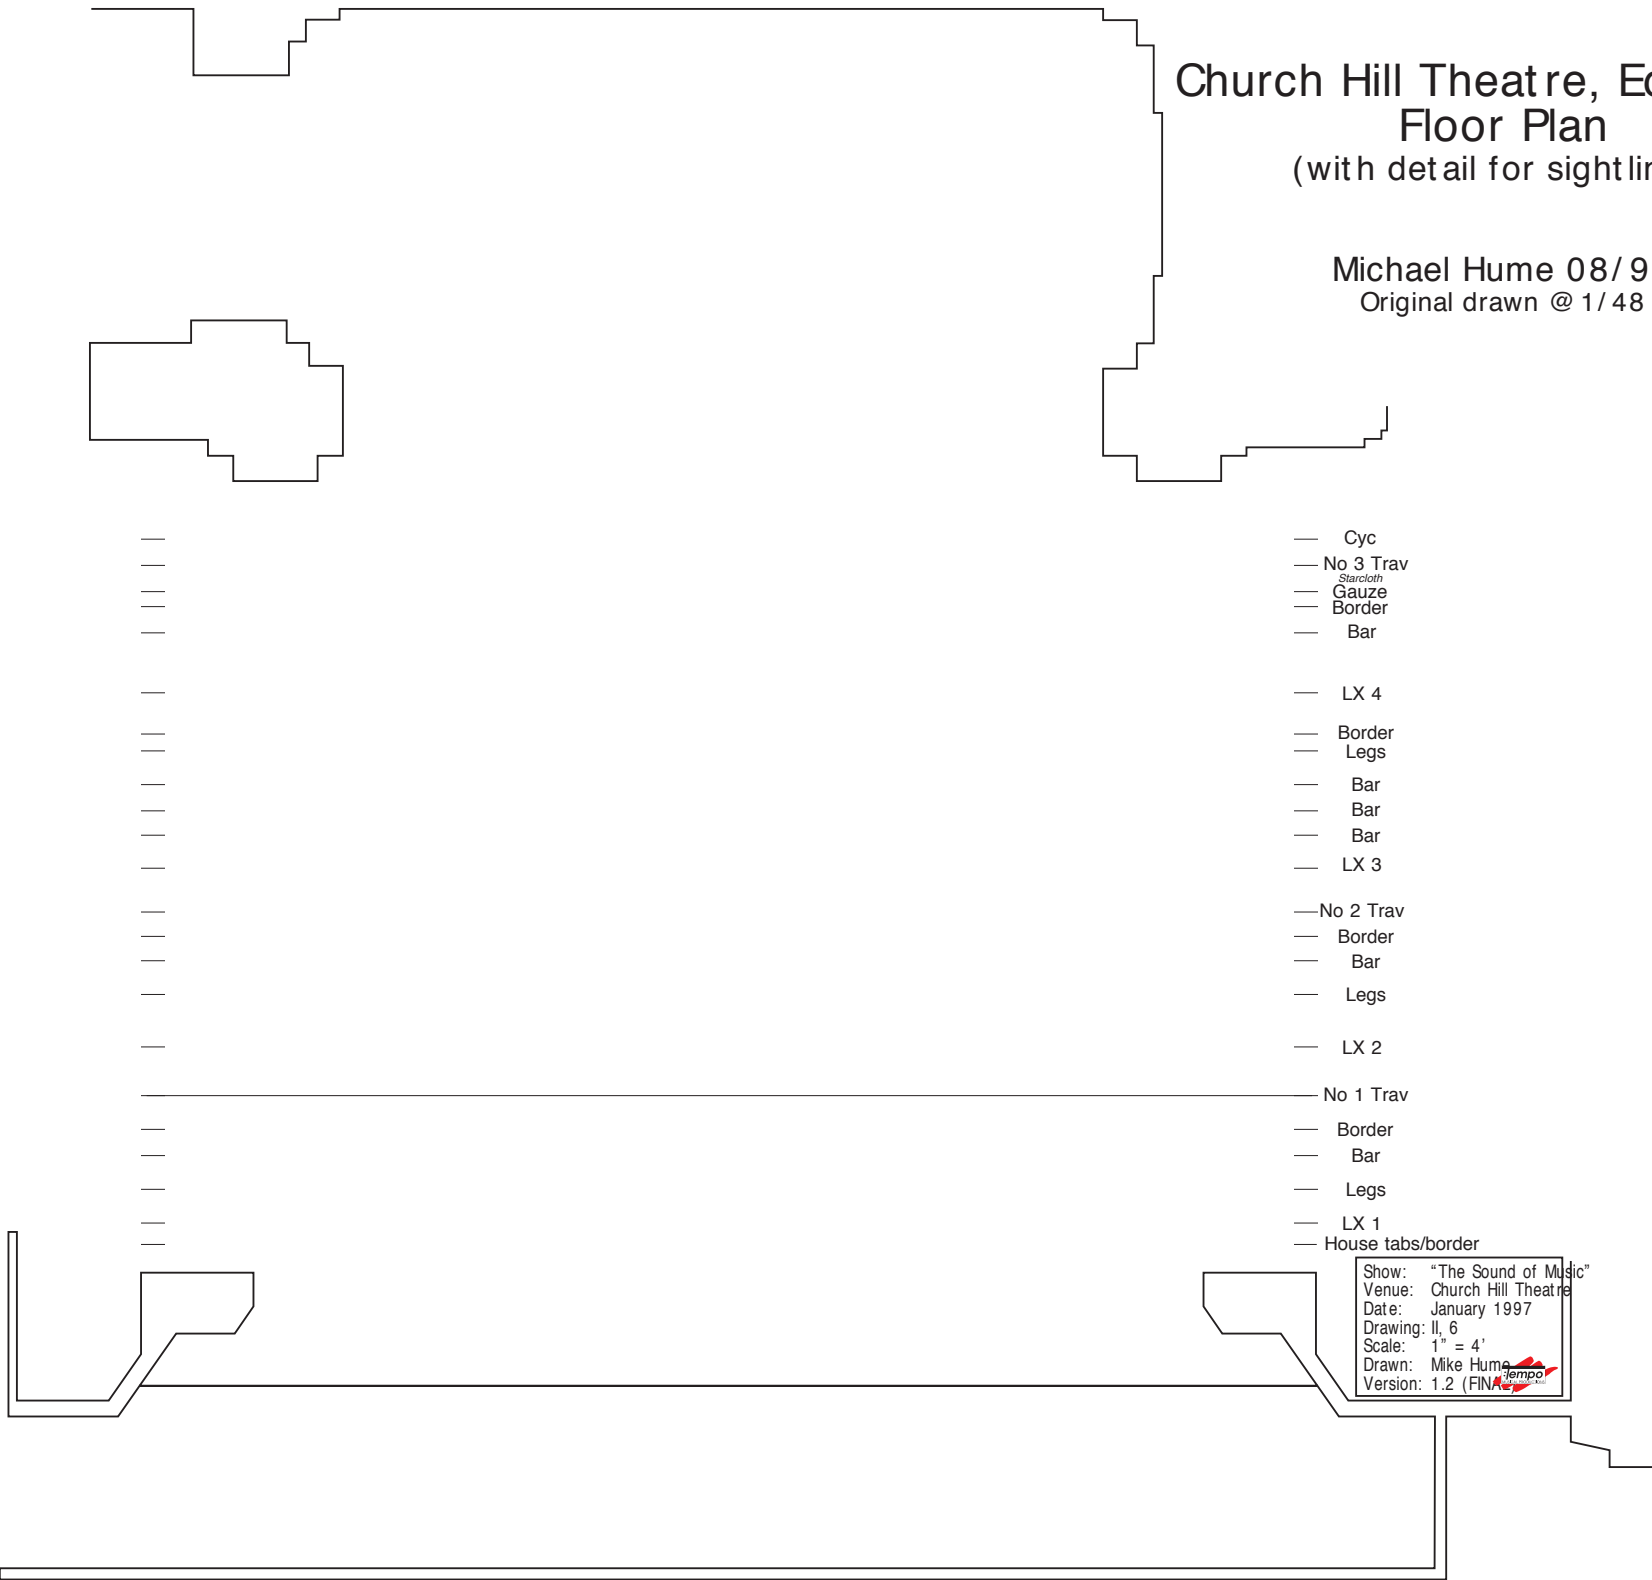 Church Hill Theatre, Ed
Floor Plan
(with detail for sightlin
Michael Hume 08/9
Original drawn @ 1/48
Cyc
No 3 Trav
Starcloth
Gauze
Border
Bar
LX 4
Border
Legs
Bar
Bar
Bar
LX 3
No 2 Trav
Border
Bar
Legs
LX 2
No 1 Trav
Border
Bar
Legs
LX 1
House tabs/border
Show: “The Sound of Music”
Venue: Church Hill Theatre
Date: January 1997
Drawing: II, 6
Scale: 1” = 4’
Drawn: Mike Hume
Version: 1.2 (FINAL)
Tempo